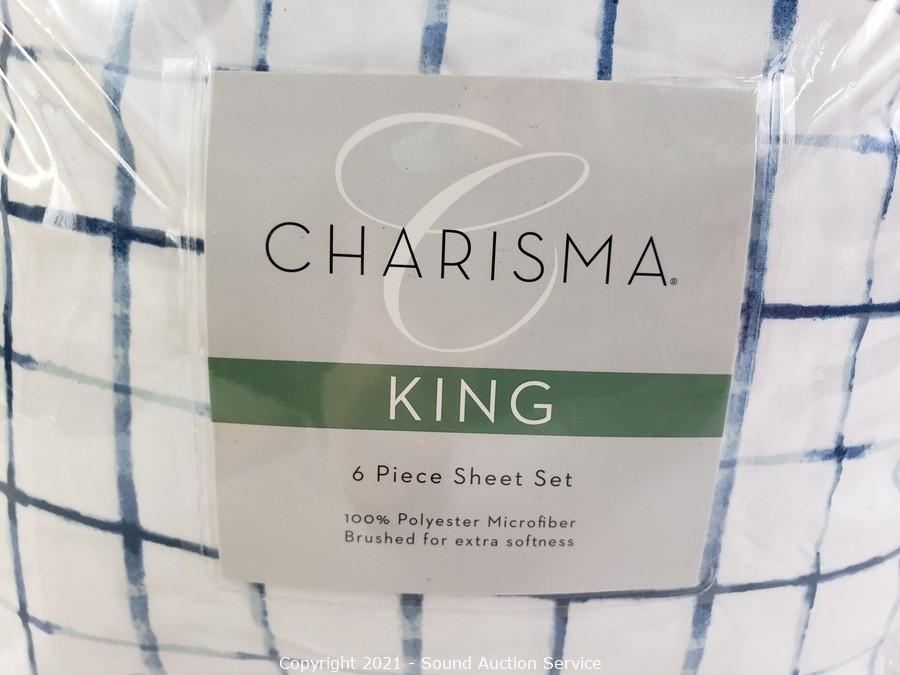 CHARISMA®
KING
6 Piece Sheet Set
100% Polyester Microfiber
Brushed for extra softness
Copyright 2021 - Sound Auction Service